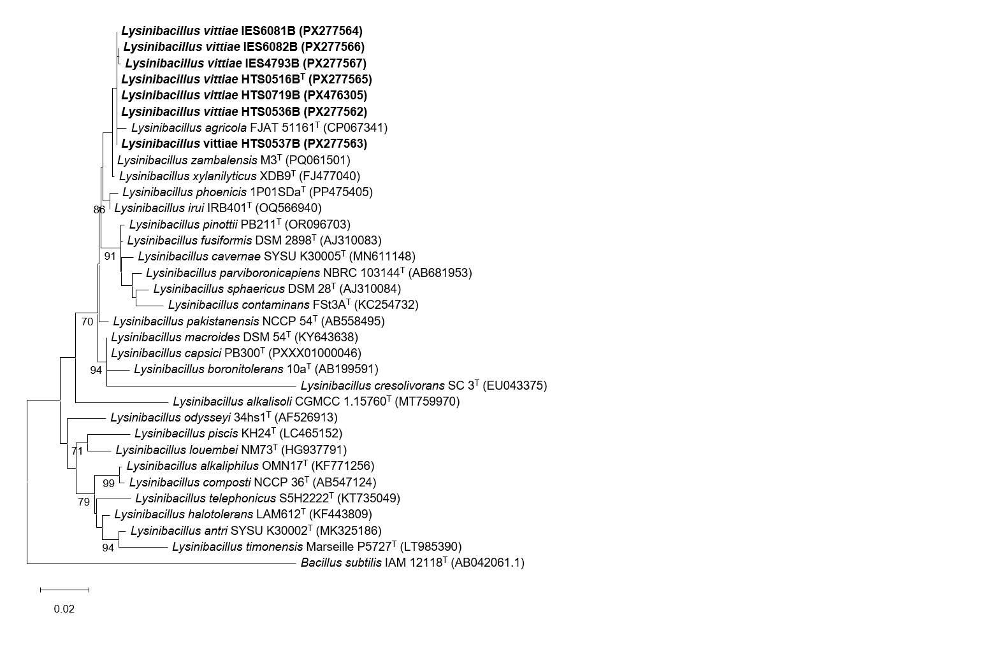 Lysinibacillus vittiae IES6081B (PX277564)
Lysinibacillus vittiae IES6082B (PX277566)
Lysinibacillus vittiae IES4793B (PX277567)
Lysinibacillus vittiae HTS0516Bᵀ (PX277565)
Lysinibacillus vittiae HTS0719B (PX476305)
Lysinibacillus vittiae HTS0536B (PX277562)
Lysinibacillus agricola FJAT 51161ᵀ (CP067341)
Lysinibacillus vittiae HTS0537B (PX277563)
Lysinibacillus zambalensis M3ᵀ (PQ061501)
Lysinibacillus xylanilyticus XDB9ᵀ (FJ477040)
Lysinibacillus phoenicis 1P01SDaᵀ (PP475405)
86 Lysinibacillus irui IRB401ᵀ (OQ566940)
Lysinibacillus pinottii PB211ᵀ (OR096703)
Lysinibacillus fusiformis DSM 2898ᵀ (AJ310083)
91 Lysinibacillus cavernae SYSU K30005ᵀ (MN611148)
Lysinibacillus parviboronicapiens NBRC 103144ᵀ (AB681953)
Lysinibacillus sphaericus DSM 28ᵀ (AJ310084)
Lysinibacillus contaminans FSt3Aᵀ (KC254732)
70 Lysinibacillus pakistanensis NCCP 54ᵀ (AB558495)
Lysinibacillus macroides DSM 54ᵀ (KY643638)
Lysinibacillus capsici PB300ᵀ (PXXX01000046)
94 Lysinibacillus boronitolerans 10aᵀ (AB199591)
Lysinibacillus cresolivorans SC 3ᵀ (EU043375)
Lysinibacillus alkalisoli CGMCC 1.15760ᵀ (MT759970)
Lysinibacillus odysseyi 34hs1ᵀ (AF526913)
Lysinibacillus piscis KH24ᵀ (LC465152)
71 Lysinibacillus louembei NM73ᵀ (HG937791)
Lysinibacillus alkaliphilus OMN17ᵀ (KF771256)
99 Lysinibacillus composti NCCP 36ᵀ (AB547124)
79 Lysinibacillus telephonicus S5H2222ᵀ (KT735049)
Lysinibacillus halotolerans LAM612ᵀ (KF443809)
Lysinibacillus antri SYSU K30002ᵀ (MK325186)
94 Lysinibacillus timonensis Marseille P5727ᵀ (LT985390)
Bacillus subtilis IAM 12118ᵀ (AB042061.1)
0.02